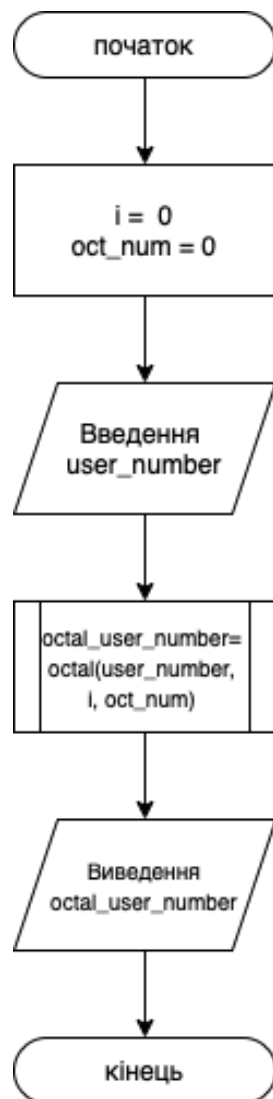 початок
i = 0
oct_num = 0
Введення
user_number
octal_user_number=
octal(user_number,
i, oct_num)
Виведення
octal_user_number
кінець